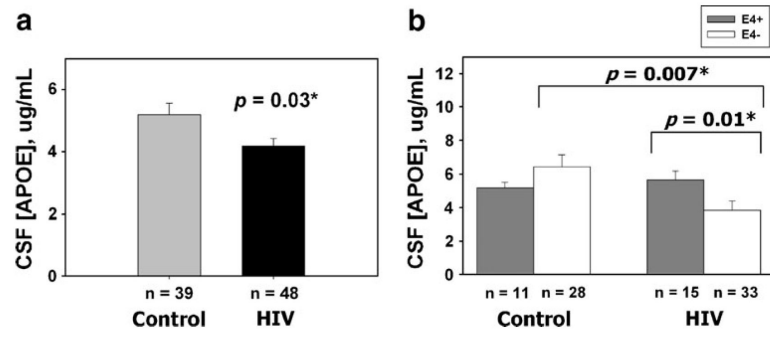 a
CSF [APOE], ug/mL
6
4
2
0
p = 0.03*
n = 39 n = 48
Control HIV
b
E4+
E4-
CSF [APOE], ug/mL
12
10
8
6
4
2
0
p = 0.007*
p = 0.01*
n = 11 n = 28 n = 15 n = 33
Control HIV